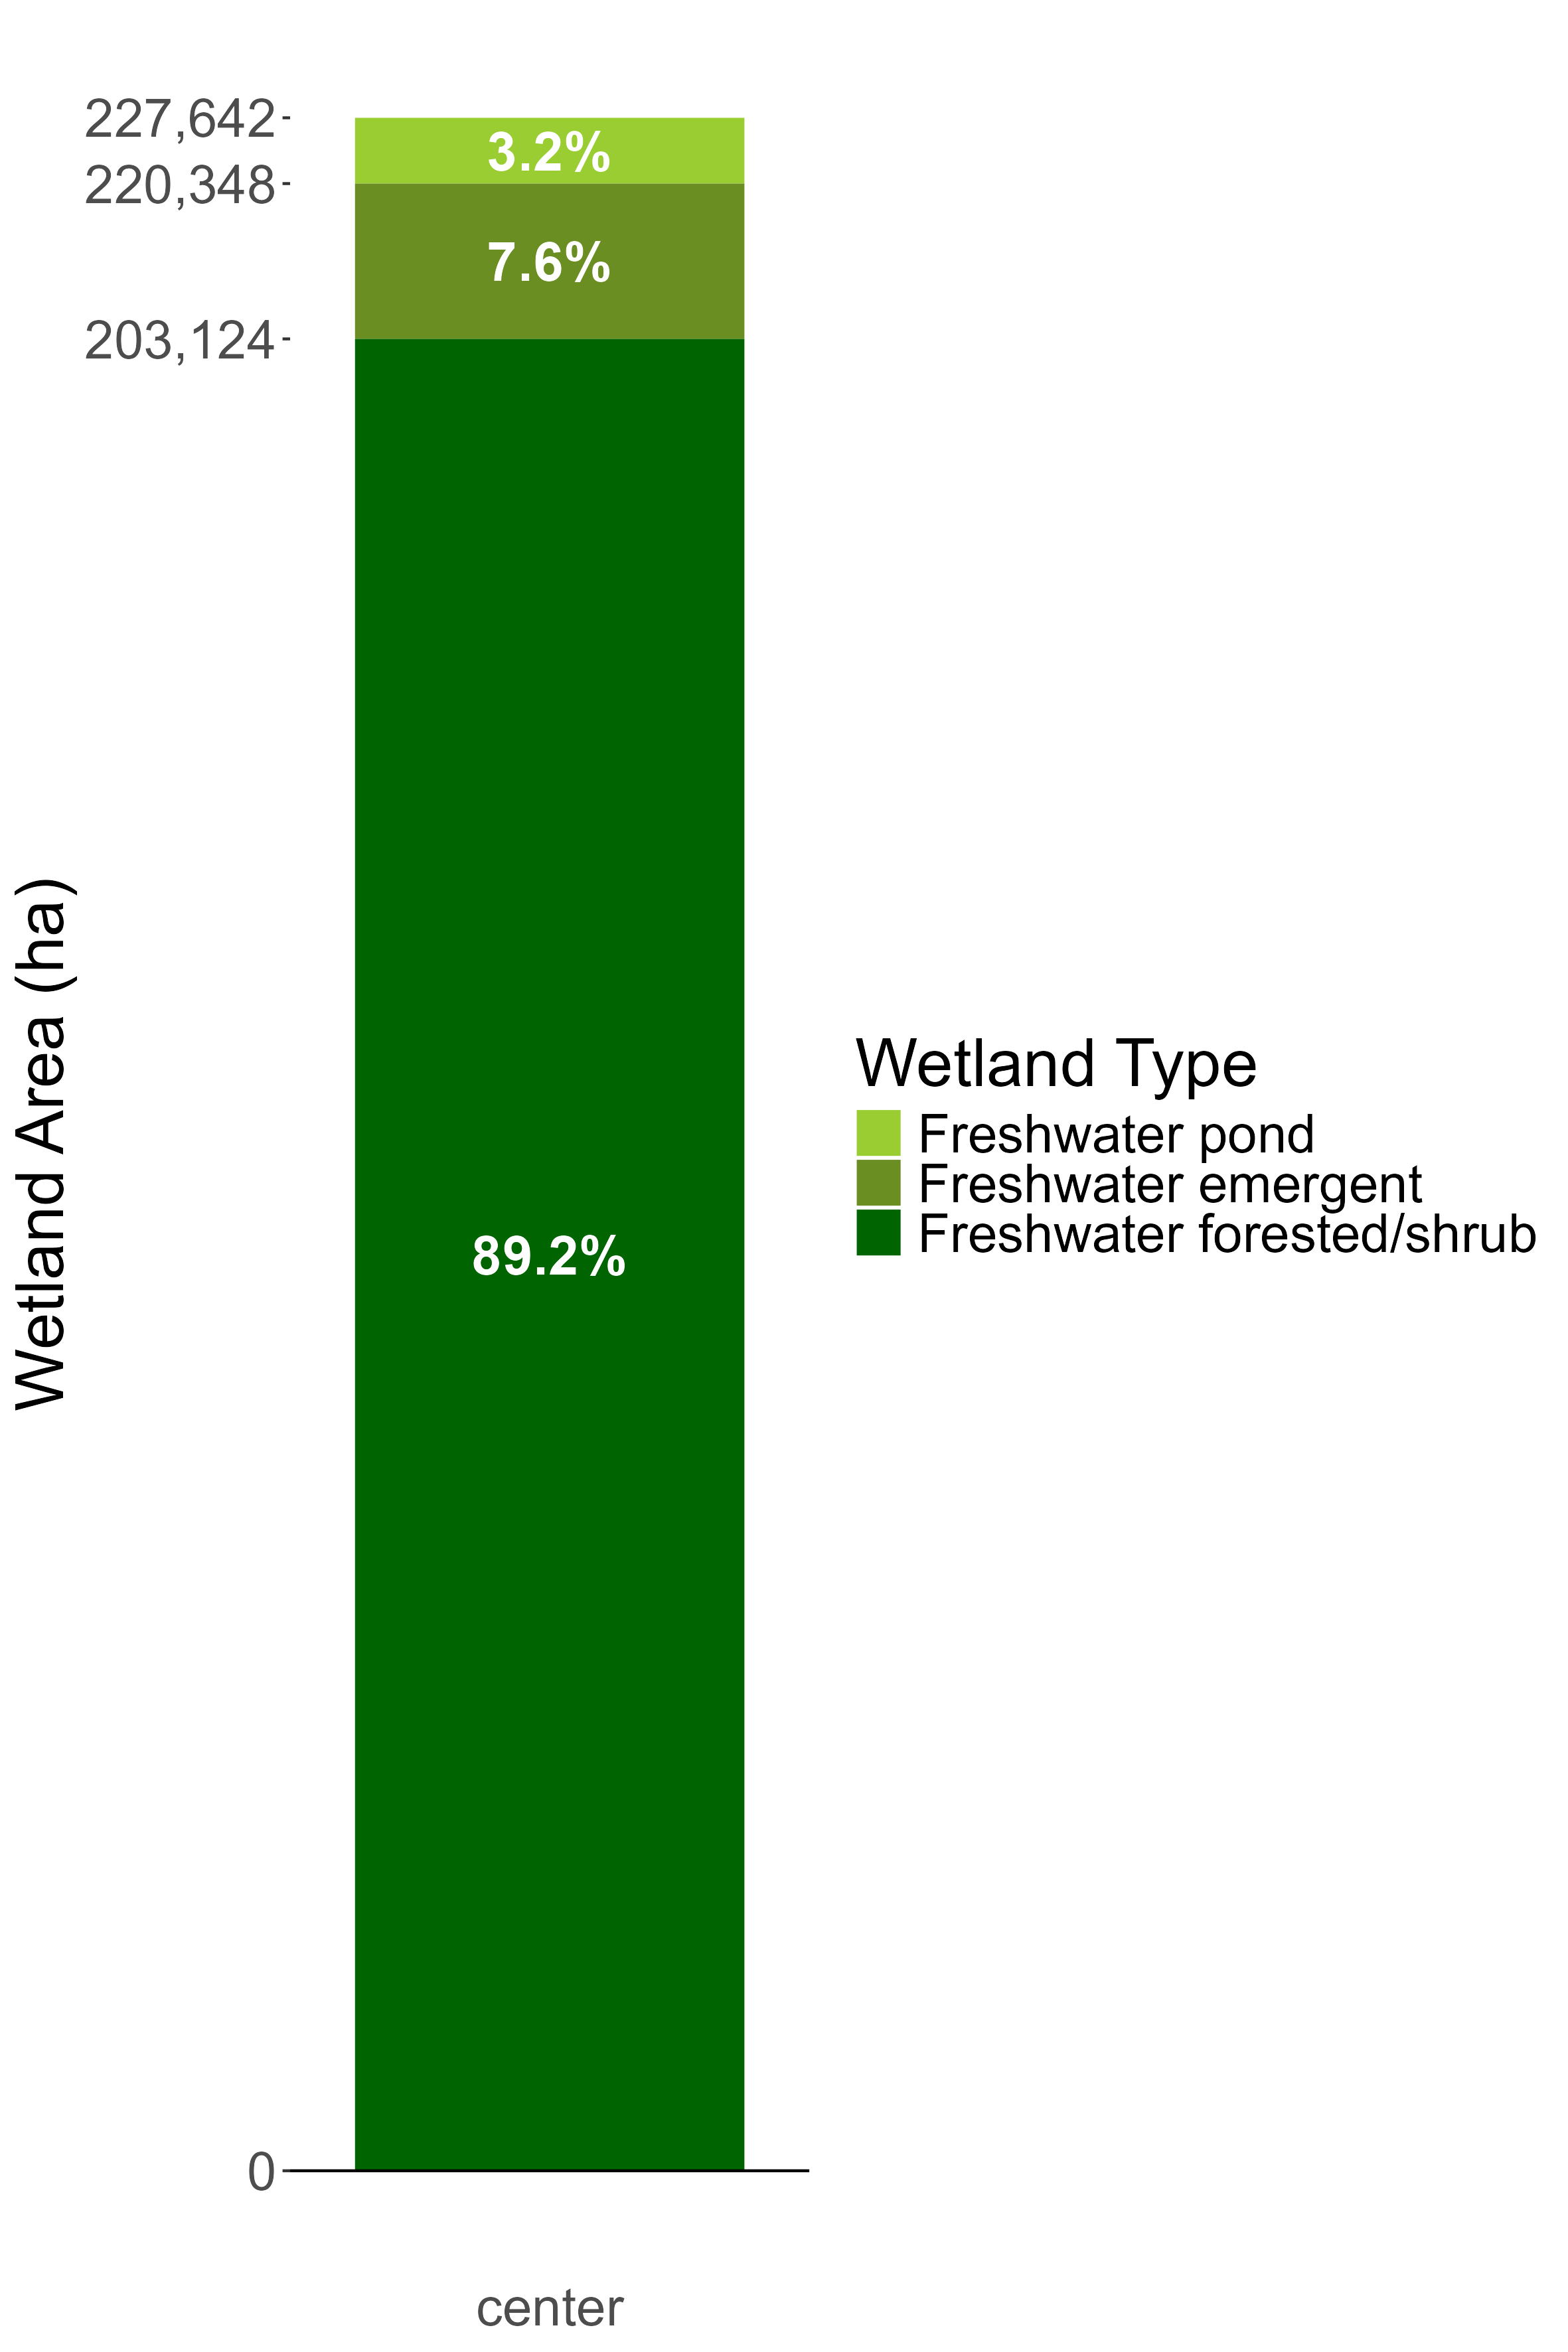 227,642
220,348
203,124
0
Wetland Area (ha)
3.2%
7.6%
89.2%
center
Wetland Type
Freshwater pond
Freshwater emergent
Freshwater forested/shrub